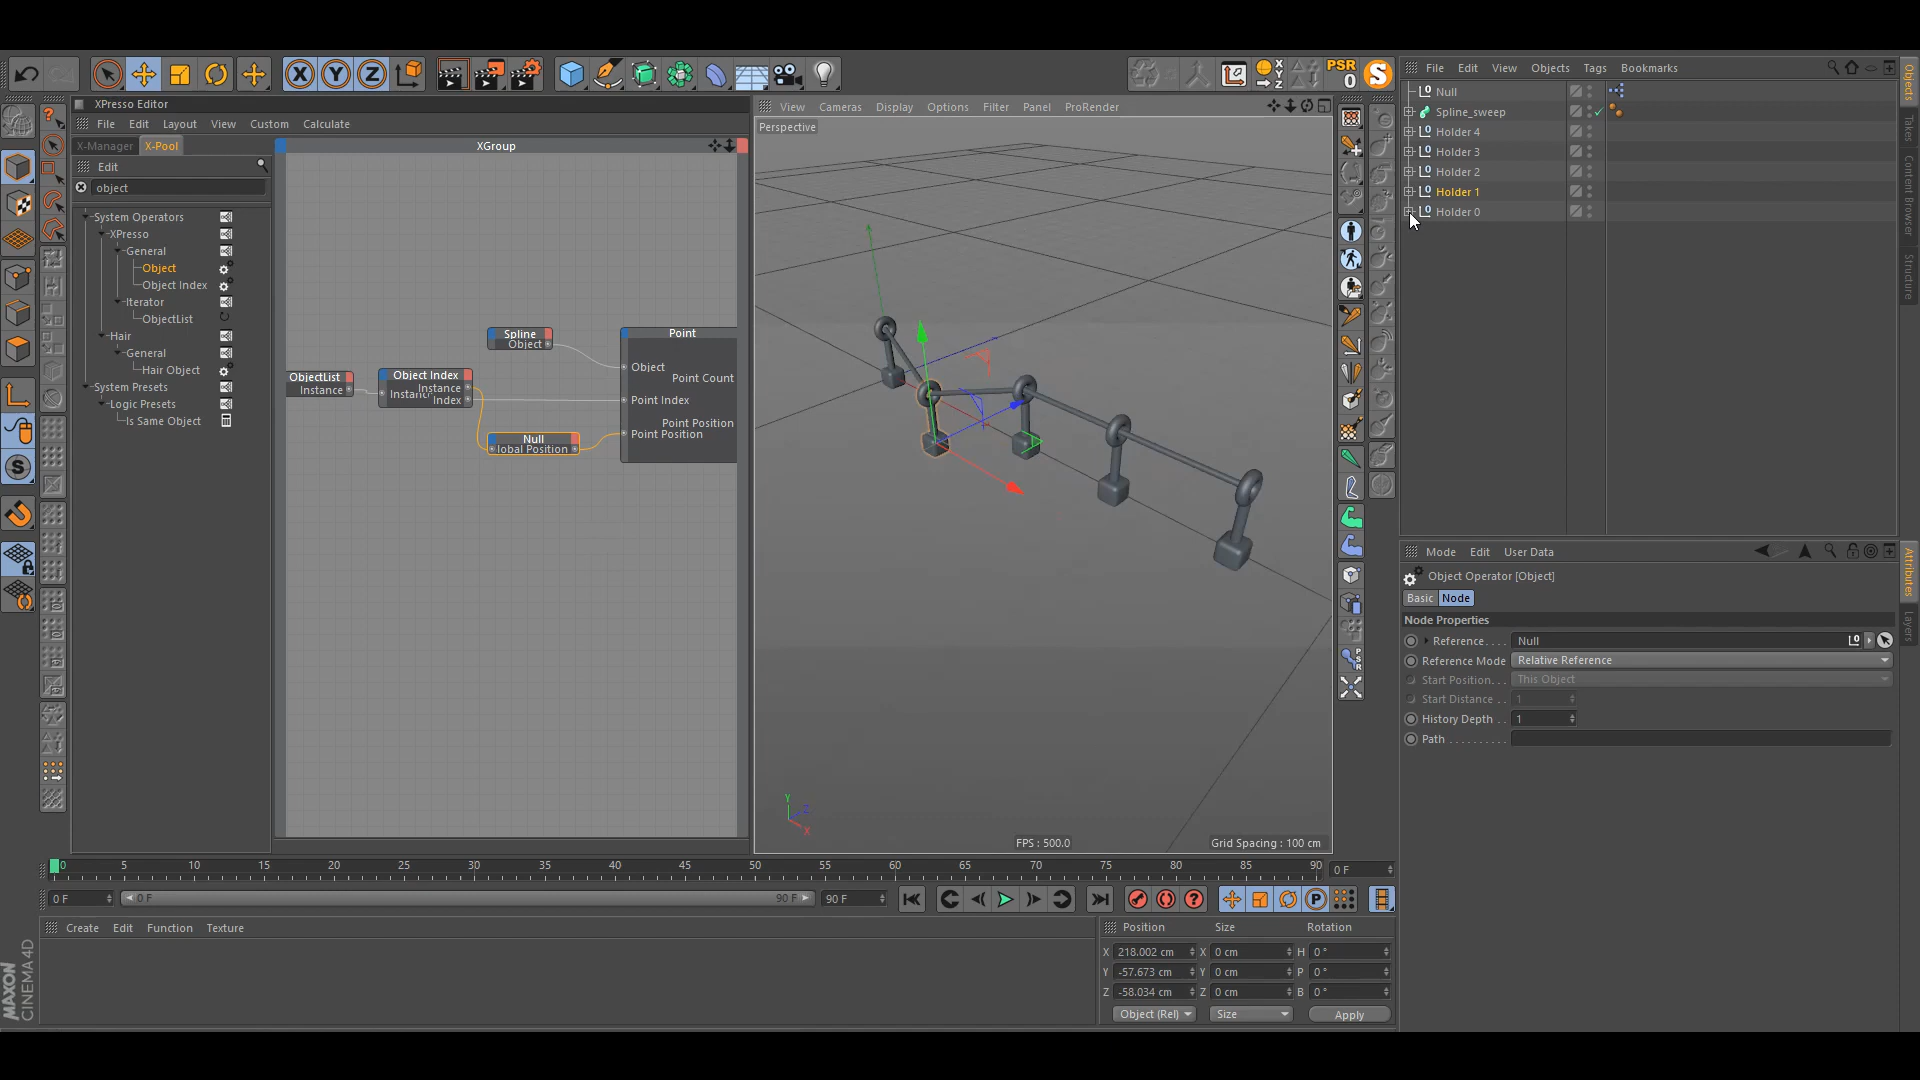 XPresso Editor
File Edit Layout View Custom Calculate
X-Manager X-Pool
Edit
object
System Operators
XPresso
General
Object
Object Index
Iterator
ObjectList
Hair
General
Hair Object
System Presets
Logic Presets
Is Same Object
XGroup
ObjectList
Instance
Object Index
Instance
Instance
Index
Spline
Object
Null
lobal Position
Point
Object
Point Count
Point Index
Point Position
Point Position
View Cameras Display Options Filter Panel ProRender
Perspective
Y
Z
X
FPS : 500.0
Grid Spacing : 100 cm
X Y Z
PSR
0
X
Y
Z
S
P
S
R
File Edit View Objects Tags Bookmarks
Null
Spline_sweep
Holder 4
Holder 3
Holder 2
Holder 1
Holder 0
Objects
Takes
Content Browser
Structure
Mode Edit User Data
Object Operator [Object]
Basic Node
Node Properties
Reference . . . . Null
Reference Mode Relative Reference
Start Position. . . This Object
Start Distance . . 1
History Depth . . 1
Path . . . . . . . . . .
Attributes
Layers
0 5 10 15 20 25 30 35 40 45 50 55 60 65 70 75 80 85 90
0 F
0 F 0 F 90 F 90 F
Create Edit Function Texture
Position Size Rotation
X 218.002 cm X 0 cm H 0 °
Y -57.673 cm Y 0 cm P 0 °
Z -58.034 cm Z 0 cm B 0 °
Object (Rel) Size Apply
MAXON
CINEMA 4D